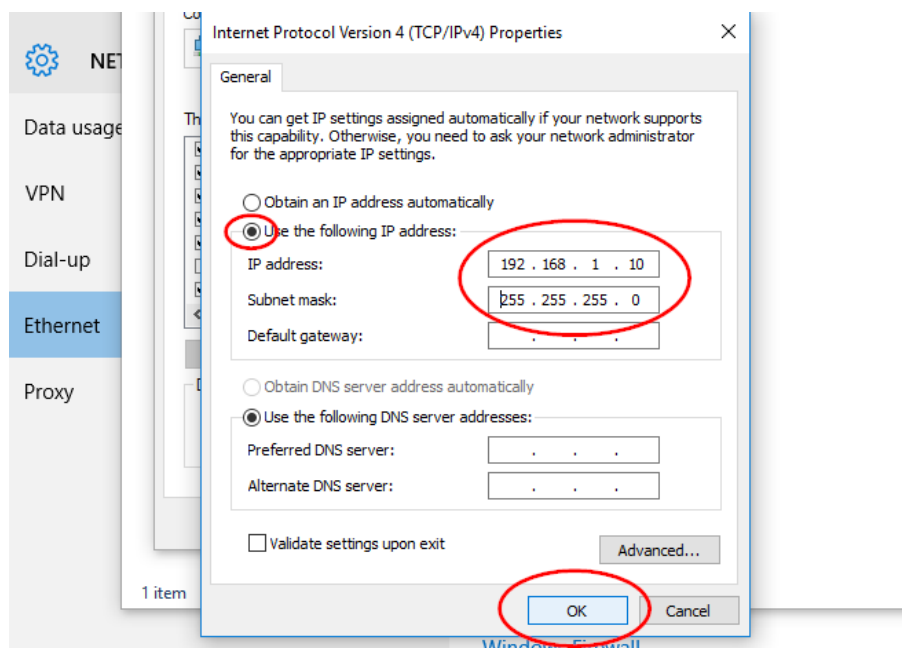 Internet Protocol Version 4 (TCP/IPv4) Properties
General
You can get IP settings assigned automatically if your network supports
this capability. Otherwise, you need to ask your network administrator
for the appropriate IP settings.
Obtain an IP address automatically
Use the following IP address:
IP address: 192 . 168 . 1 . 10
Subnet mask: 255 . 255 . 255 . 0
Default gateway: . . .
Obtain DNS server address automatically
Use the following DNS server addresses:
Preferred DNS server: . . .
Alternate DNS server: . . .
Validate settings upon exit
Advanced...
OK Cancel
Data usage
VPN
Dial-up
Ethernet
Proxy
1 item
Windows Firewall